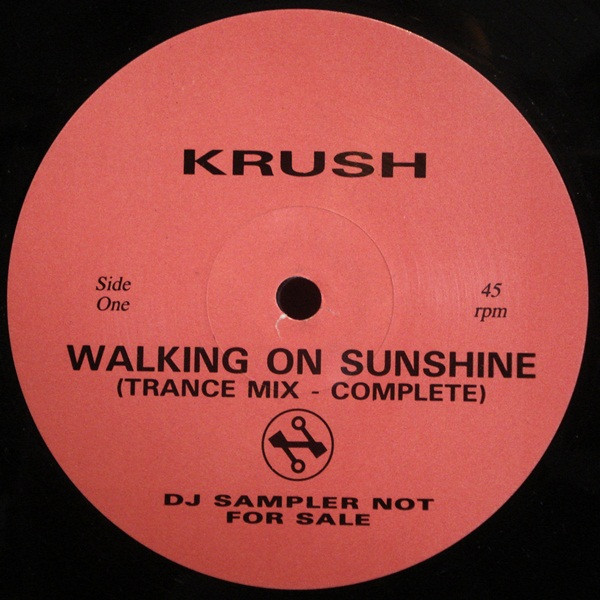 KRUSH
Side
One
45
rpm
WALKING ON SUNSHINE
(TRANCE MIX - COMPLETE)
DJ SAMPLER NOT
FOR SALE